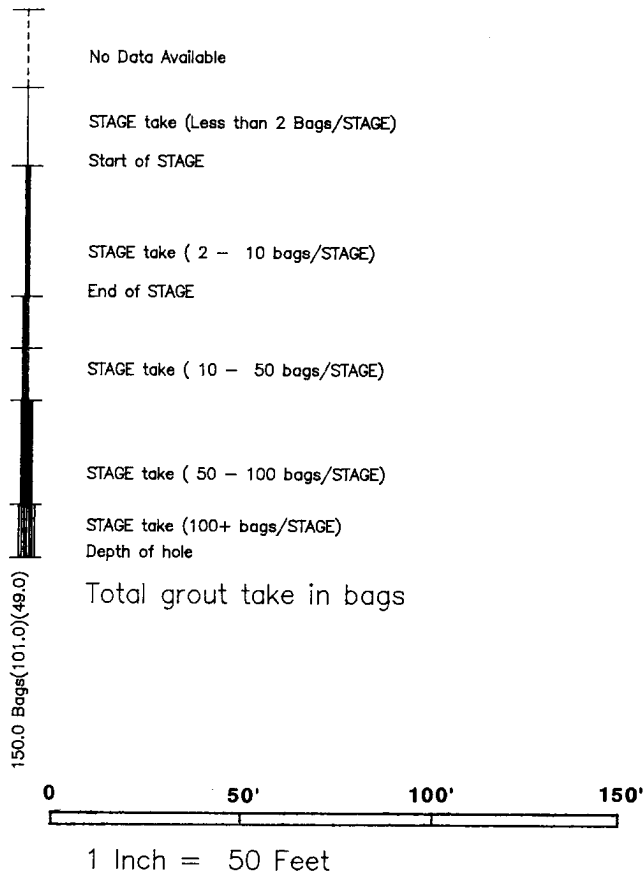 No Data Available
STAGE take (Less than 2 Bags/STAGE)
Start of STAGE
STAGE take ( 2 – 10 bags/STAGE)
End of STAGE
STAGE take ( 10 – 50 bags/STAGE)
STAGE take ( 50 – 100 bags/STAGE)
STAGE take (100+ bags/STAGE)
Depth of hole
Total grout take in bags
150.0 Bags(101.0)(49.0)
0 50' 100' 150'
1 Inch = 50 Feet